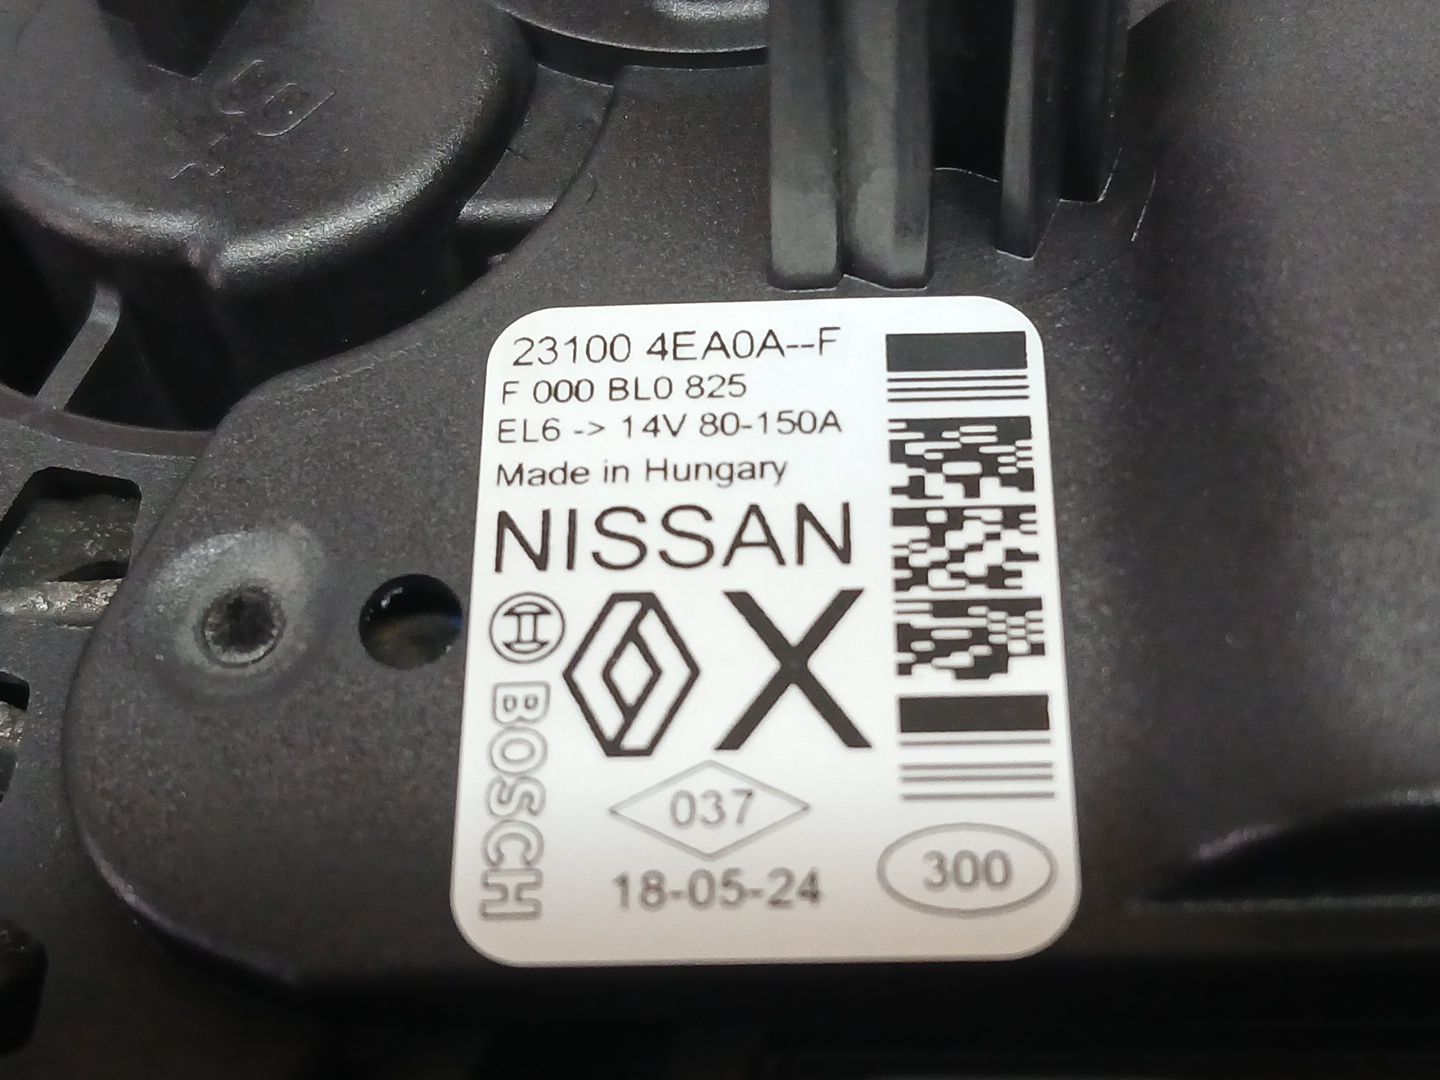 23100 4EA0A--F
F 000 BL0 825
EL6 -> 14V 80-150A
Made in Hungary
NISSAN
X
BOSCH
037
18-05-24
300